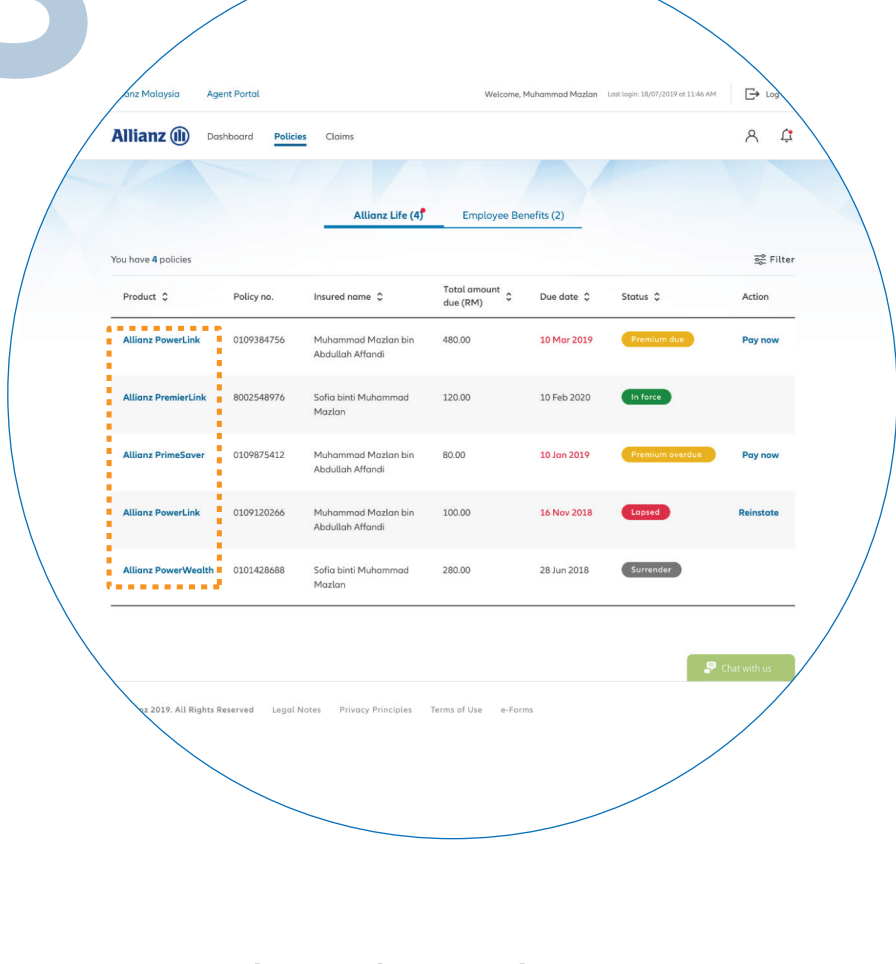 Malaysia Agent Portal Welcome, Muhammad Mazlan Last login: 18/07/2019 at 11:46 AM Log
Allianz Dashboard Policies Claims
Allianz Life (4) Employee Benefits (2)
You have 4 policies Filter
Product Policy no. Insured name Total amount due (RM) Due date Status Action
Allianz PowerLink 0109384756 Muhammad Mazlan bin 480.00 10 Mar 2019 Premium due Pay now
Abdullah Affandi
Allianz PremierLink 8002548976 Sofia binti Muhammad 120.00 10 Feb 2020 In force
Mazlan
Allianz PrimeSaver 0109875412 Muhammad Mazlan bin 80.00 10 Jan 2019 Premium overdue Pay now
Abdullah Affandi
Allianz PowerLink 0109120266 Muhammad Mazlan bin 100.00 16 Nov 2018 Lapsed Reinstate
Abdullah Affandi
Allianz PowerWealth 0101428688 Sofia binti Muhammad 280.00 28 Jun 2018 Surrender
Mazlan
Chat with us
2019. All Rights Reserved Legal Notes Privacy Principles Terms of Use e-Forms